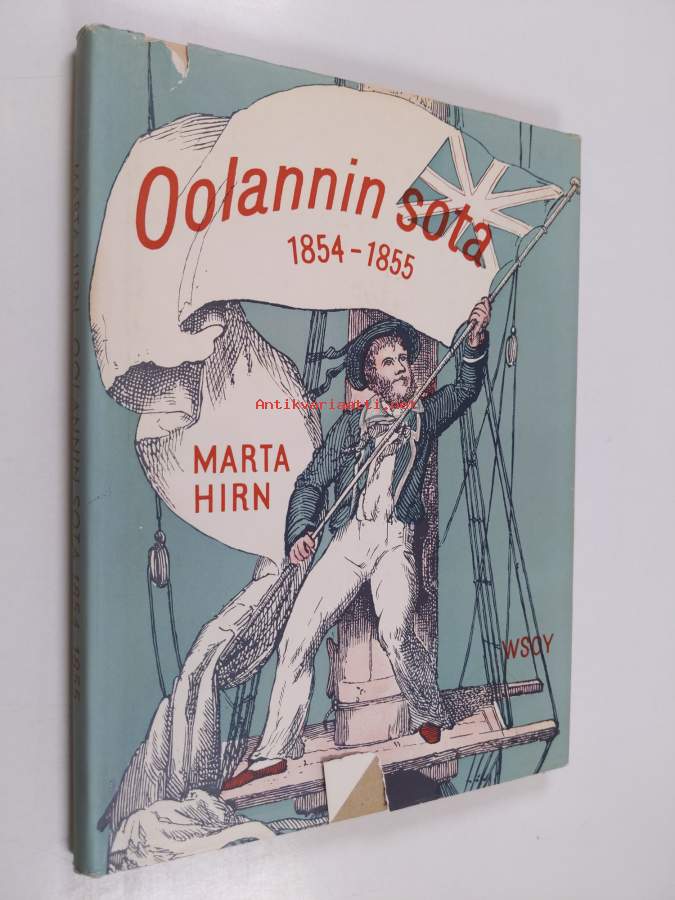 Oolannin sota
1854-1855
Antikvariaatti.net
MARTA
HIRN
WSOY
MARTA HIRN OOLANNIN SOTA 1854-1855